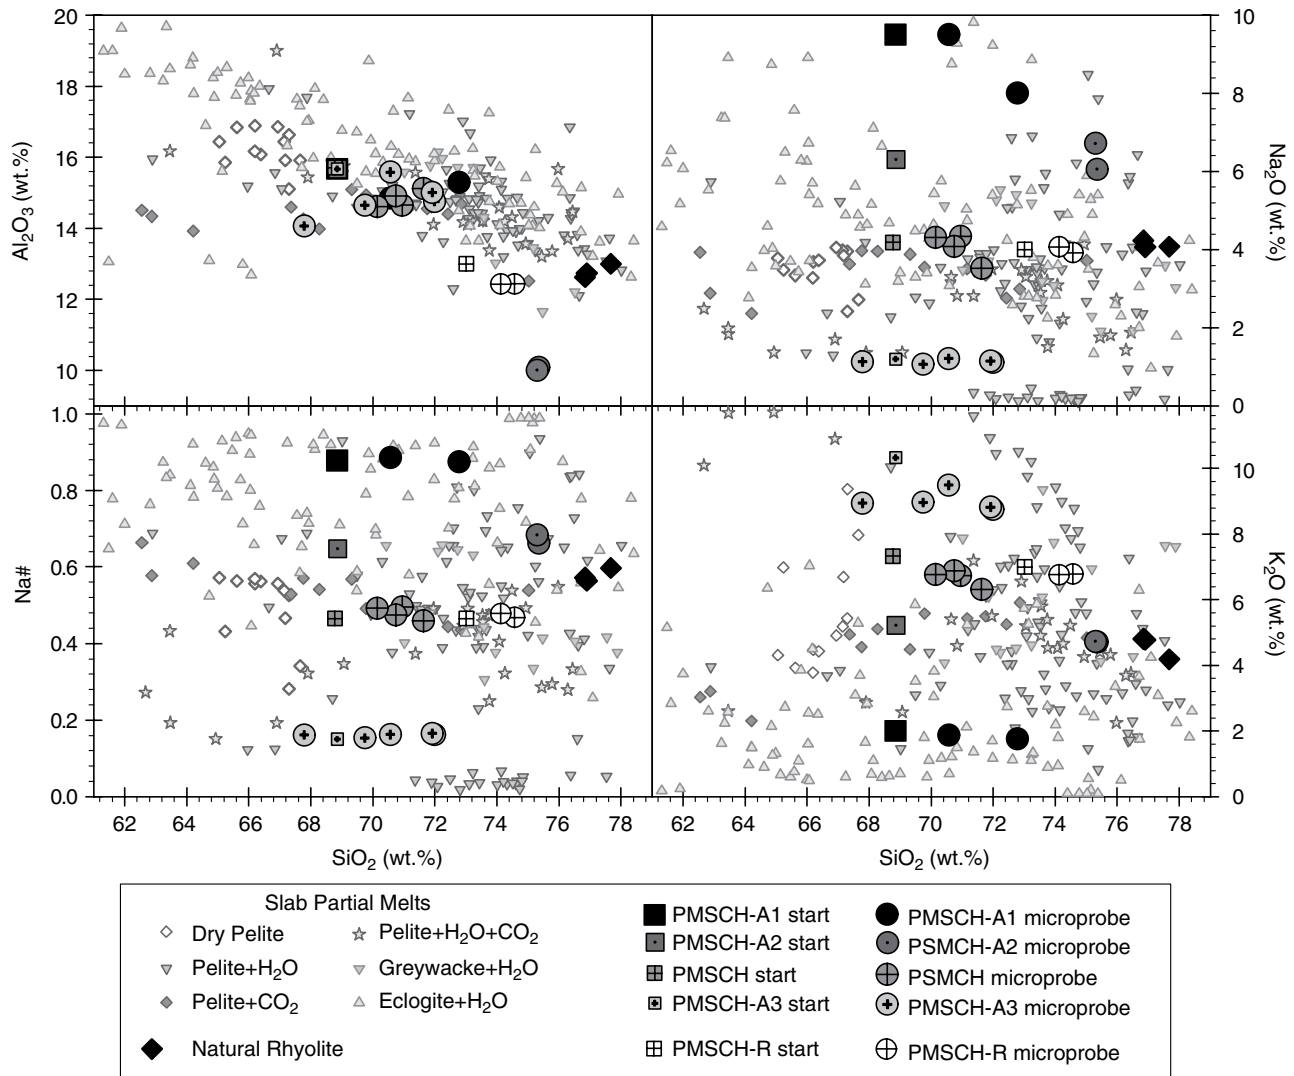 20
18
16
14
12
10
Al₂O₃ (wt.%)
10
8
6
4
2
0
Na₂O (wt.%)
1.0
0.8
0.6
0.4
0.2
0.0
Na#
10
8
6
4
2
0
K₂O (wt.%)
62 64 66 68 70 72 74 76 78
62 64 66 68 70 72 74 76 78
SiO₂ (wt.%)
SiO₂ (wt.%)
Slab Partial Melts
Dry Pelite
Pelite+H₂O
Pelite+CO₂
Pelite+H₂O+CO₂
Greywacke+H₂O
Eclogite+H₂O
Natural Rhyolite
PMSCH-A1 start
PMSCH-A2 start
PMSCH start
PMSCH-A3 start
PMSCH-R start
PMSCH-A1 microprobe
PSMCH-A2 microprobe
PSMCH microprobe
PMSCH-A3 microprobe
PMSCH-R microprobe